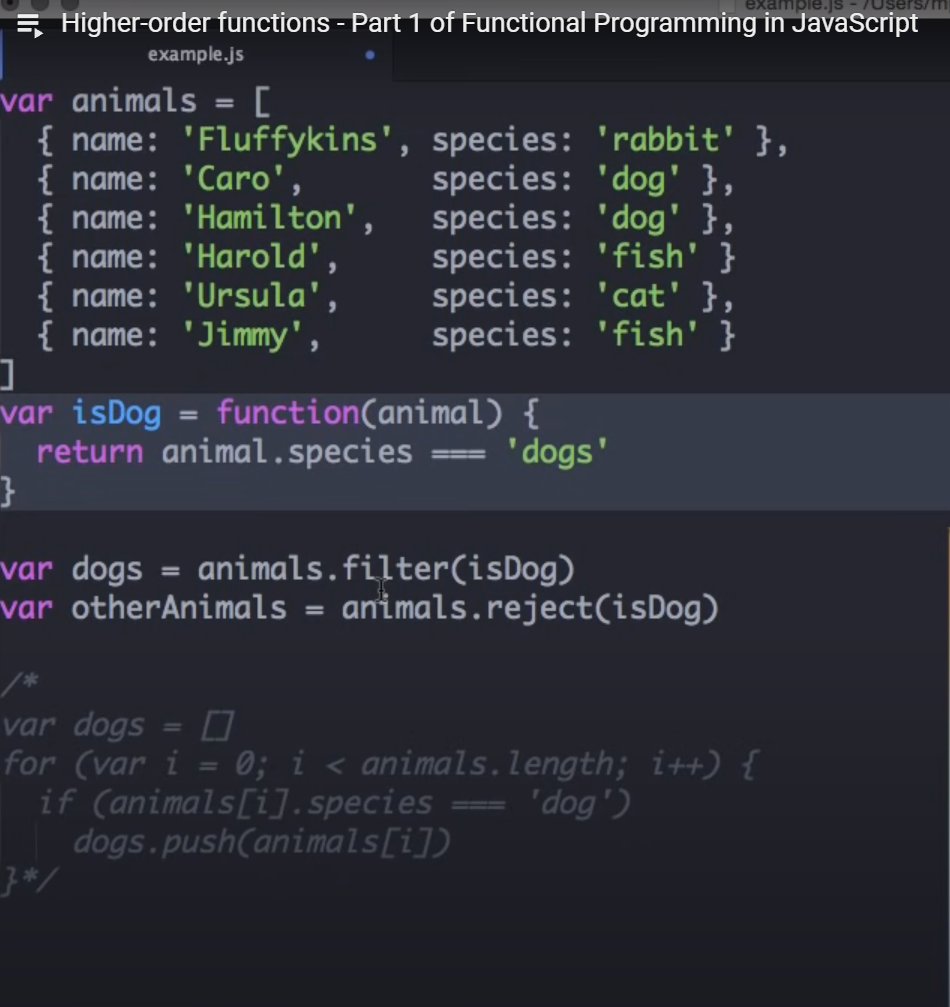 example.js - /Users/m
Higher-order functions - Part 1 of Functional Programming in JavaScript
example.js
var animals = [
  { name: 'Fluffykins', species: 'rabbit' },
  { name: 'Caro',       species: 'dog' },
  { name: 'Hamilton',   species: 'dog' },
  { name: 'Harold',     species: 'fish' }
  { name: 'Ursula',     species: 'cat' },
  { name: 'Jimmy',      species: 'fish' }
]
var isDog = function(animal) {
  return animal.species === 'dogs'
}

var dogs = animals.filter(isDog)
var otherAnimals = animals.reject(isDog)

/*
var dogs = []
for (var i = 0; i < animals.length; i++) {
  if (animals[i].species === 'dog')
    dogs.push(animals[i])
}*/